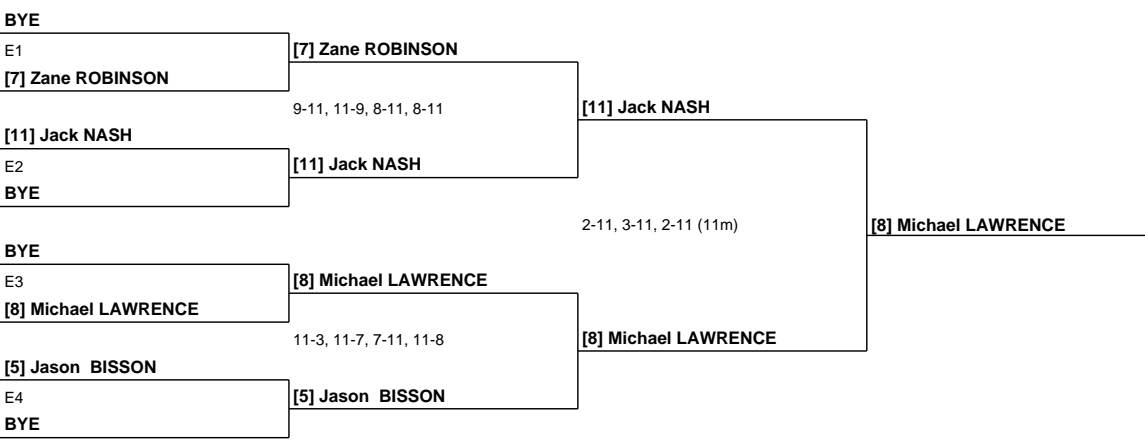 BYE
E1
[7] Zane ROBINSON
[7] Zane ROBINSON
9-11, 11-9, 8-11, 8-11
[11] Jack NASH
[11] Jack NASH
E2
[11] Jack NASH
BYE
2-11, 3-11, 2-11 (11m)
[8] Michael LAWRENCE
BYE
E3
[8] Michael LAWRENCE
[8] Michael LAWRENCE
11-3, 11-7, 7-11, 11-8
[8] Michael LAWRENCE
[5] Jason  BISSON
E4
[5] Jason  BISSON
BYE